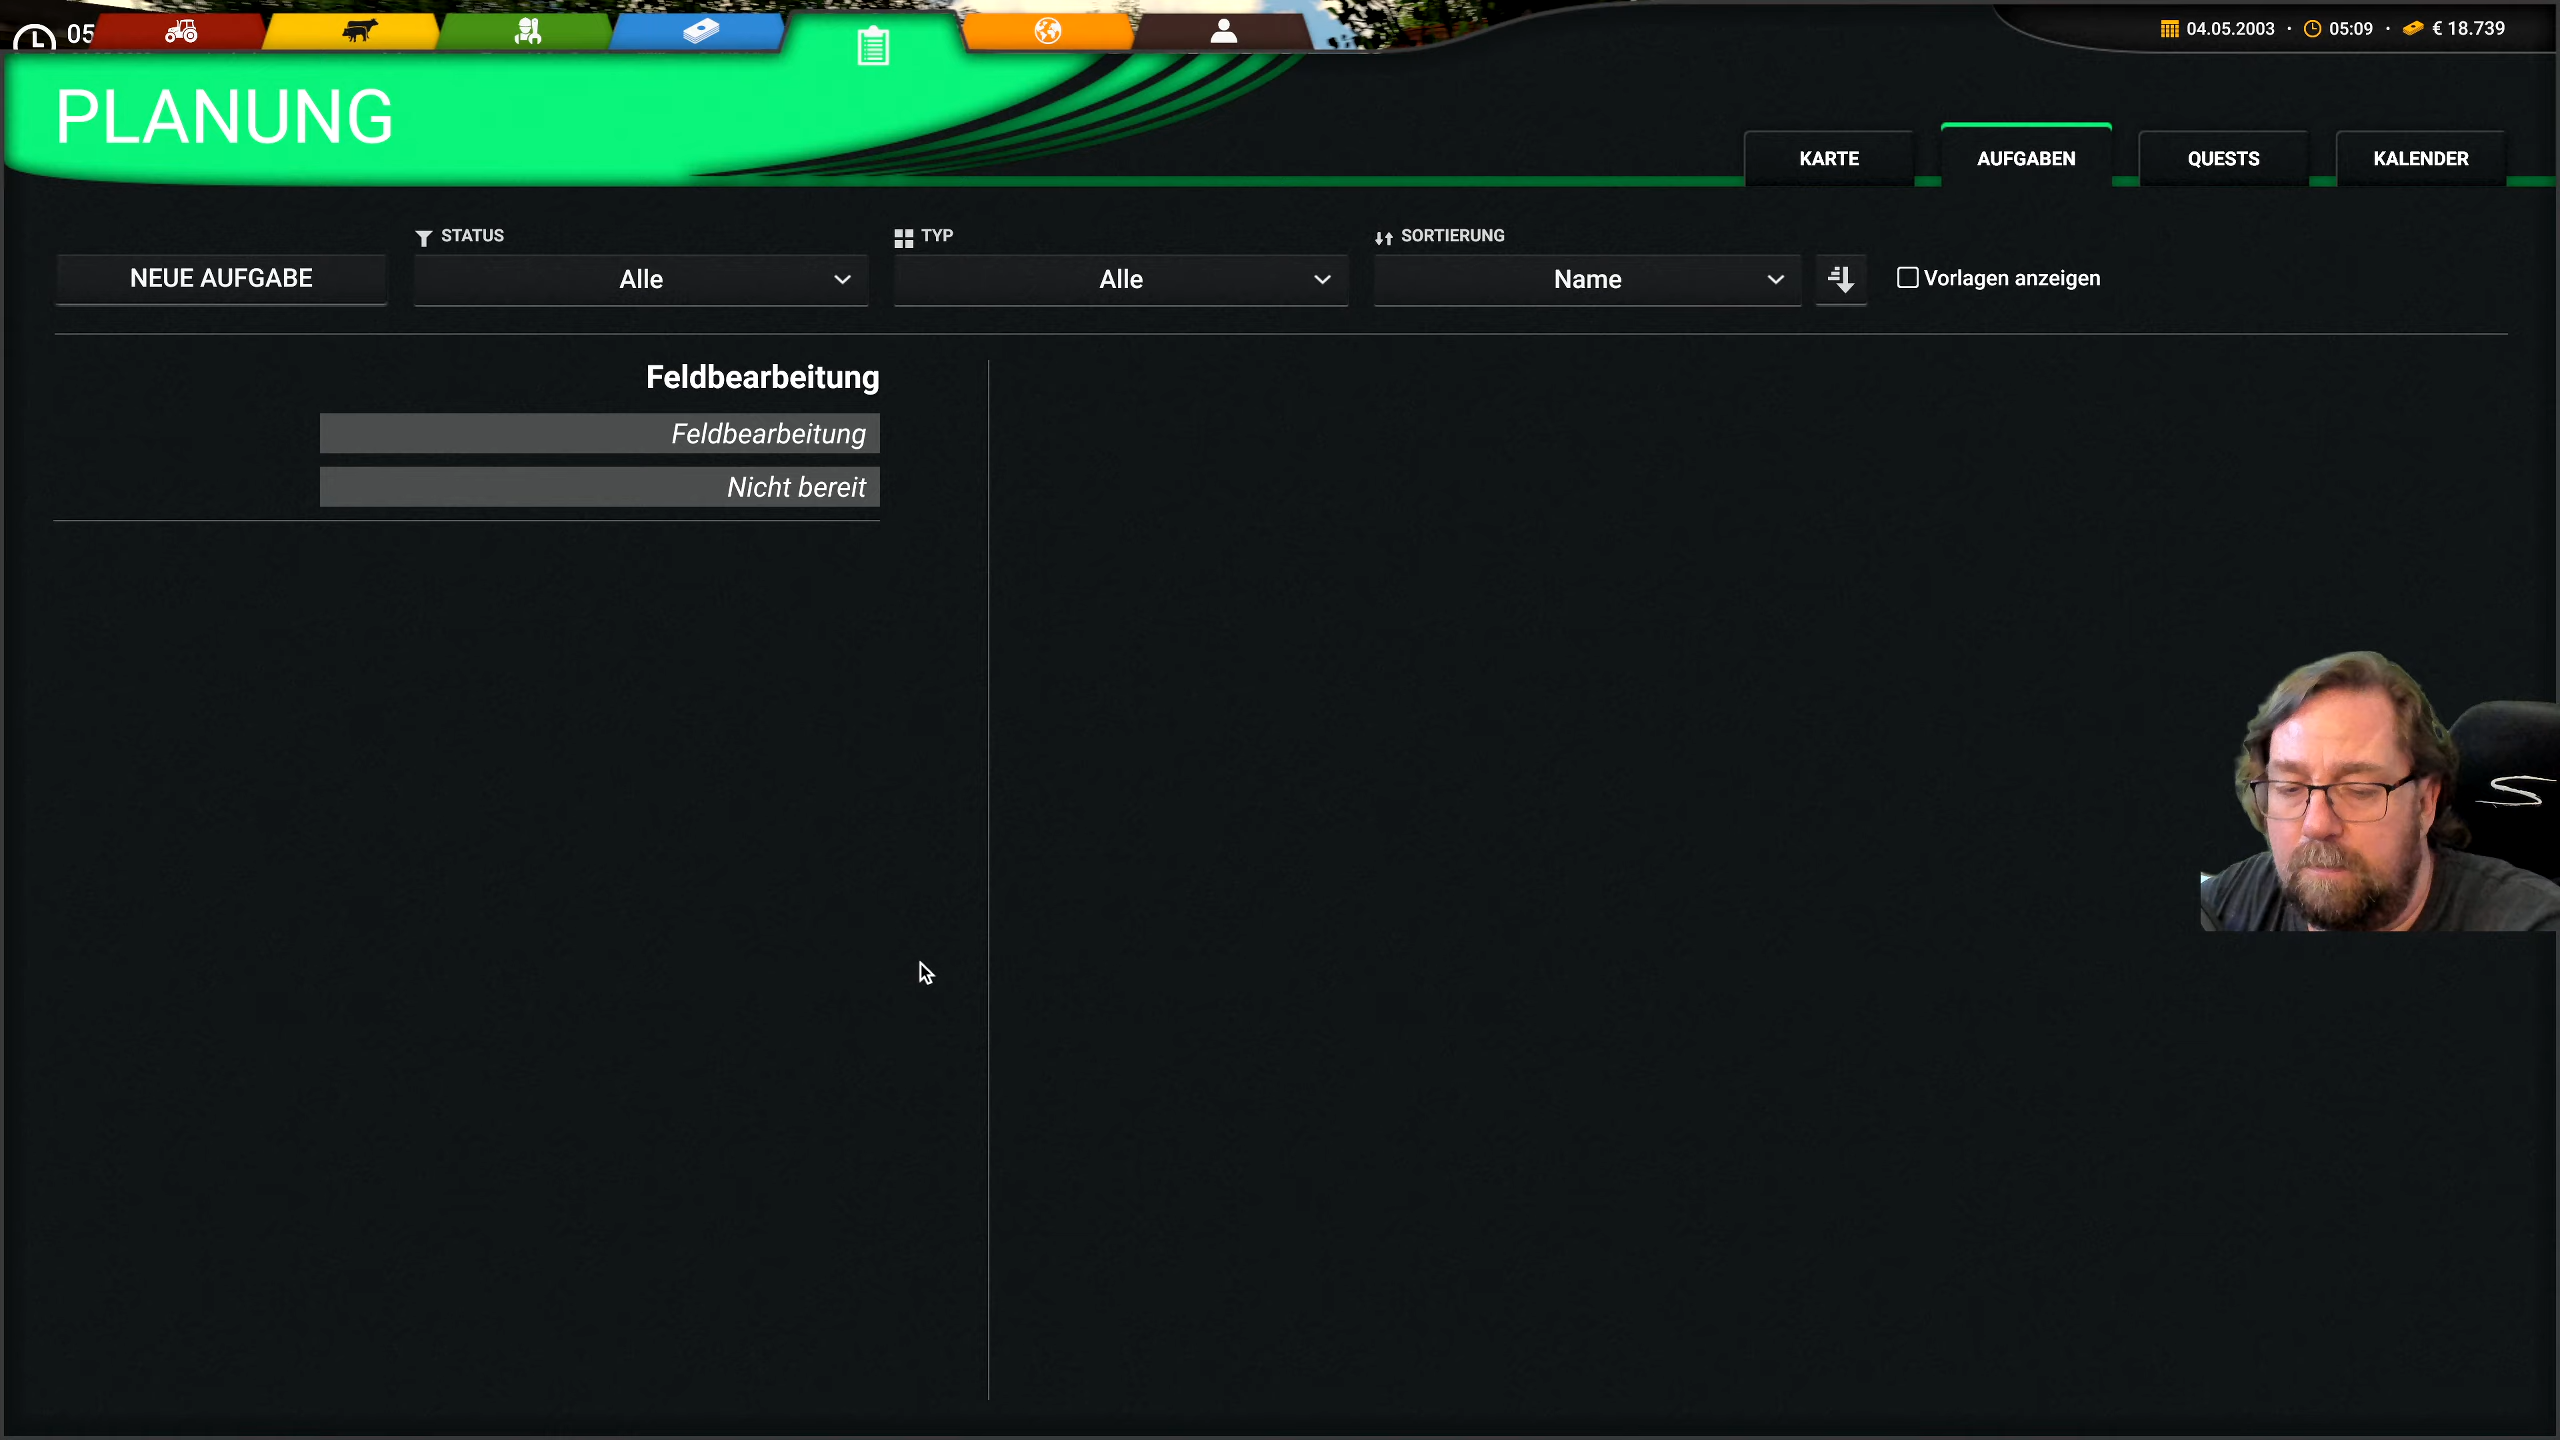 05
04.05.2003 · 05:09 · € 18.739
PLANUNG
KARTE
AUFGABEN
QUESTS
KALENDER
STATUS
TYP
SORTIERUNG
NEUE AUFGABE
Alle
Alle
Name
Vorlagen anzeigen
Feldbearbeitung
Feldbearbeitung
Nicht bereit